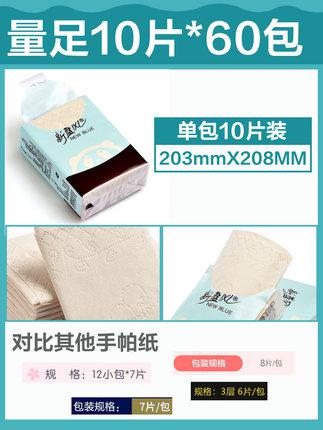 量足10片*60包
NEW BLUE
单包10片装
203mmX208MM
NEW BLUE
对比其他手帕纸
规 格：12小包*7片
包装规格 8片/包
包装规格： 7片/包
规格：3层 6片/包